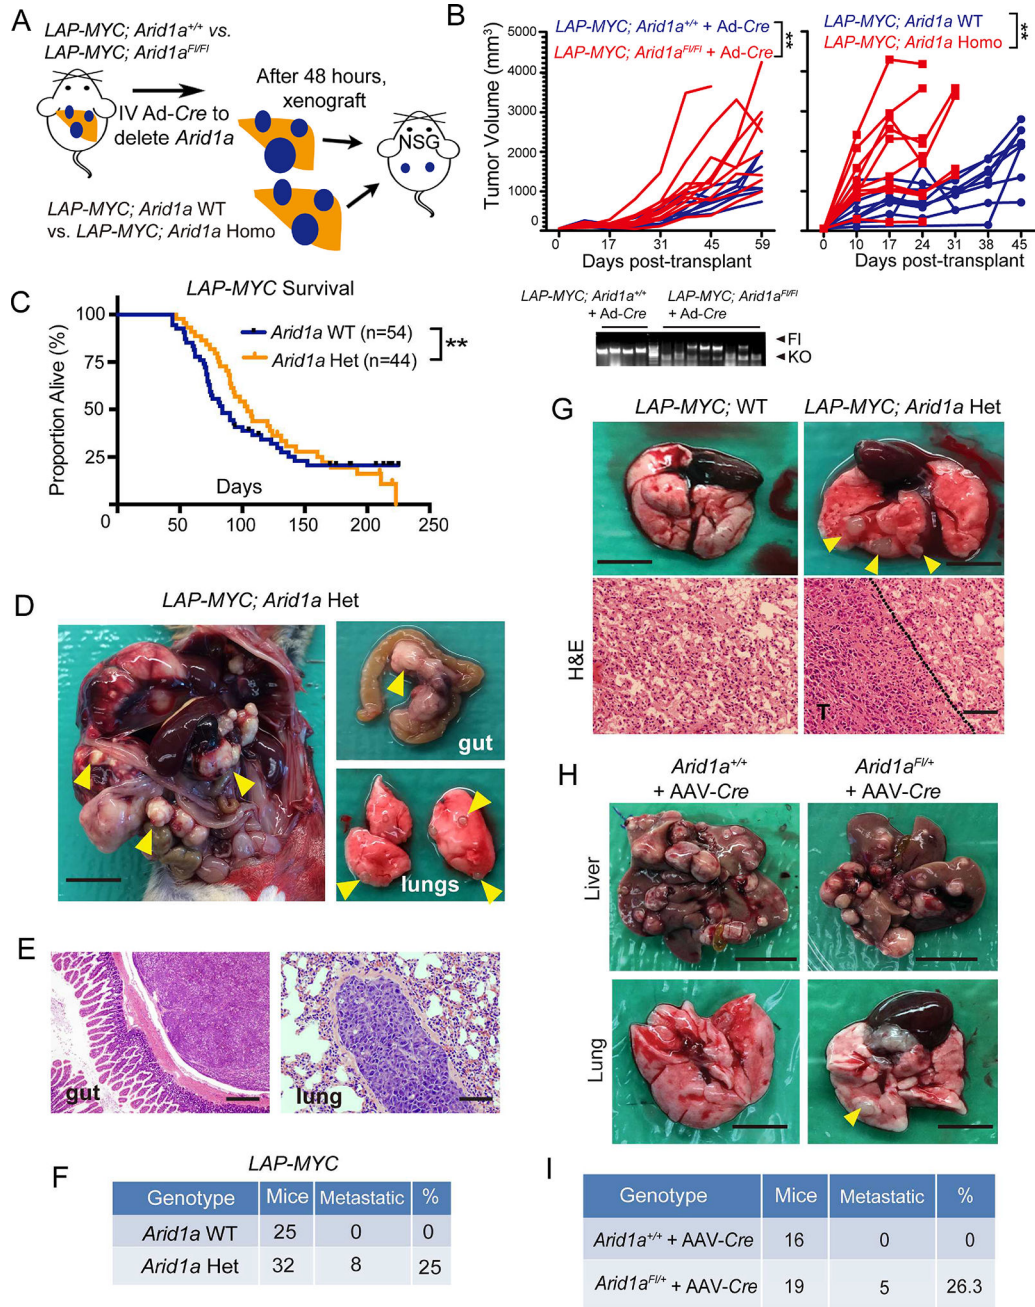 A
LAP-MYC; Arid1a+/+ vs.
LAP-MYC; Arid1aFl/Fl
IV Ad-Cre to
delete Arid1a
After 48 hours,
xenograft
NSG
LAP-MYC; Arid1a WT
vs. LAP-MYC; Arid1a Homo
B
LAP-MYC; Arid1a+/+ + Ad-Cre
LAP-MYC; Arid1aFl/Fl + Ad-Cre
**
Tumor Volume (mm3)
5000
4000
3000
2000
1000
0
0 17 31 45 59
Days post-transplant
LAP-MYC; Arid1a WT
LAP-MYC; Arid1a Homo
**
0 10 17 24 31 38 45
Days post-transplant
LAP-MYC; Arid1a+/+
+ Ad-Cre
LAP-MYC; Arid1aFl/Fl
+ Ad-Cre
Fl
KO
C
LAP-MYC Survival
Proportion Alive (%)
100
75
50
25
Arid1a WT (n=54)
Arid1a Het (n=44)
**
Days
0 50 100 150 200 250
D
LAP-MYC; Arid1a Het
gut
lungs
E
gut
lung
F
LAP-MYC
Genotype Mice Metastatic %
Arid1a WT 25 0 0
Arid1a Het 32 8 25
G
LAP-MYC; WT
LAP-MYC; Arid1a Het
H&E
T
H
Arid1a+/+
+ AAV-Cre
Arid1aFl/+
+ AAV-Cre
Liver
Lung
I
Genotype Mice Metastatic %
Arid1a+/+ + AAV-Cre 16 0 0
Arid1aFl/+ + AAV-Cre 19 5 26.3